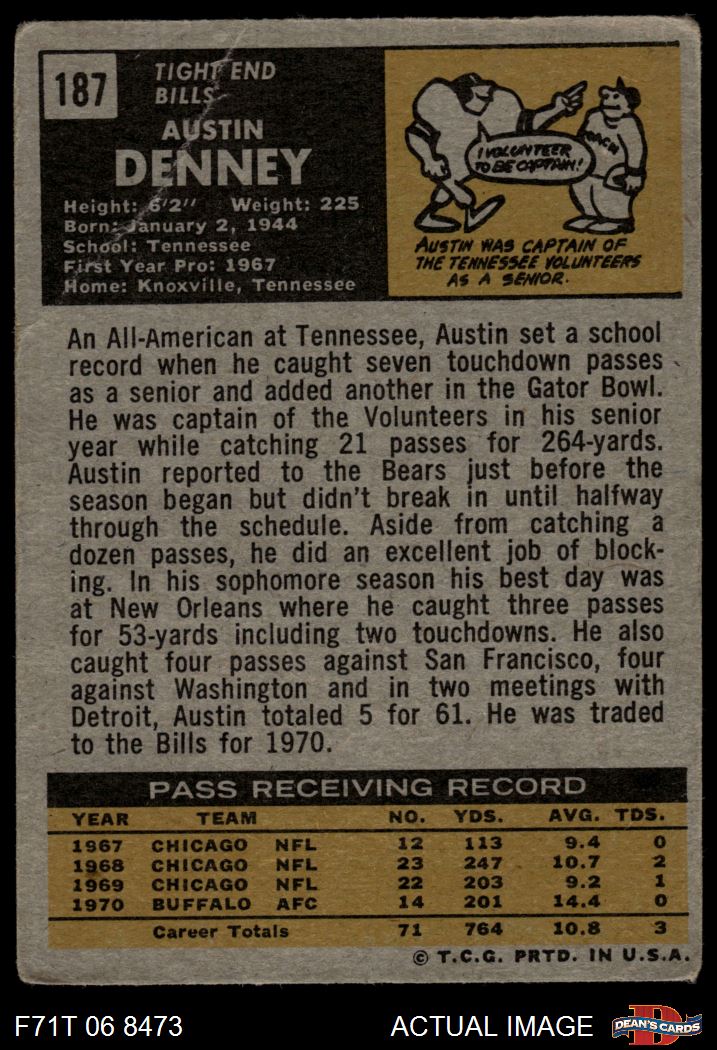 187
TIGHT END
BILLS
AUSTIN
DENNEY
Height: 6'2'' Weight: 225
Born: January 2, 1944
School: Tennessee
First Year Pro: 1967
Home: Knoxville, Tennessee
I VOLUNTEER
TO BE CAPTAIN!
COACH
AUSTIN WAS CAPTAIN OF
THE TENNESSEE VOLUNTEERS
AS A SENIOR.
An All-American at Tennessee, Austin set a school
record when he caught seven touchdown passes
as a senior and added another in the Gator Bowl.
He was captain of the Volunteers in his senior
year while catching 21 passes for 264-yards.
Austin reported to the Bears just before the
season began but didn't break in until halfway
through the schedule. Aside from catching a
dozen passes, he did an excellent job of block-
ing. In his sophomore season his best day was
at New Orleans where he caught three passes
for 53-yards including two touchdowns. He also
caught four passes against San Francisco, four
against Washington and in two meetings with
Detroit, Austin totaled 5 for 61. He was traded
to the Bills for 1970.
PASS RECEIVING RECORD
YEAR TEAM NO. YDS. AVG. TDS.
1967 CHICAGO NFL 12 113 9.4 0
1968 CHICAGO NFL 23 247 10.7 2
1969 CHICAGO NFL 22 203 9.2 1
1970 BUFFALO AFC 14 201 14.4 0
Career Totals 71 764 10.8 3
© T.C.G. PRTD. IN U.S.A.
F71T 06 8473 ACTUAL IMAGE DEAN'S CARDS